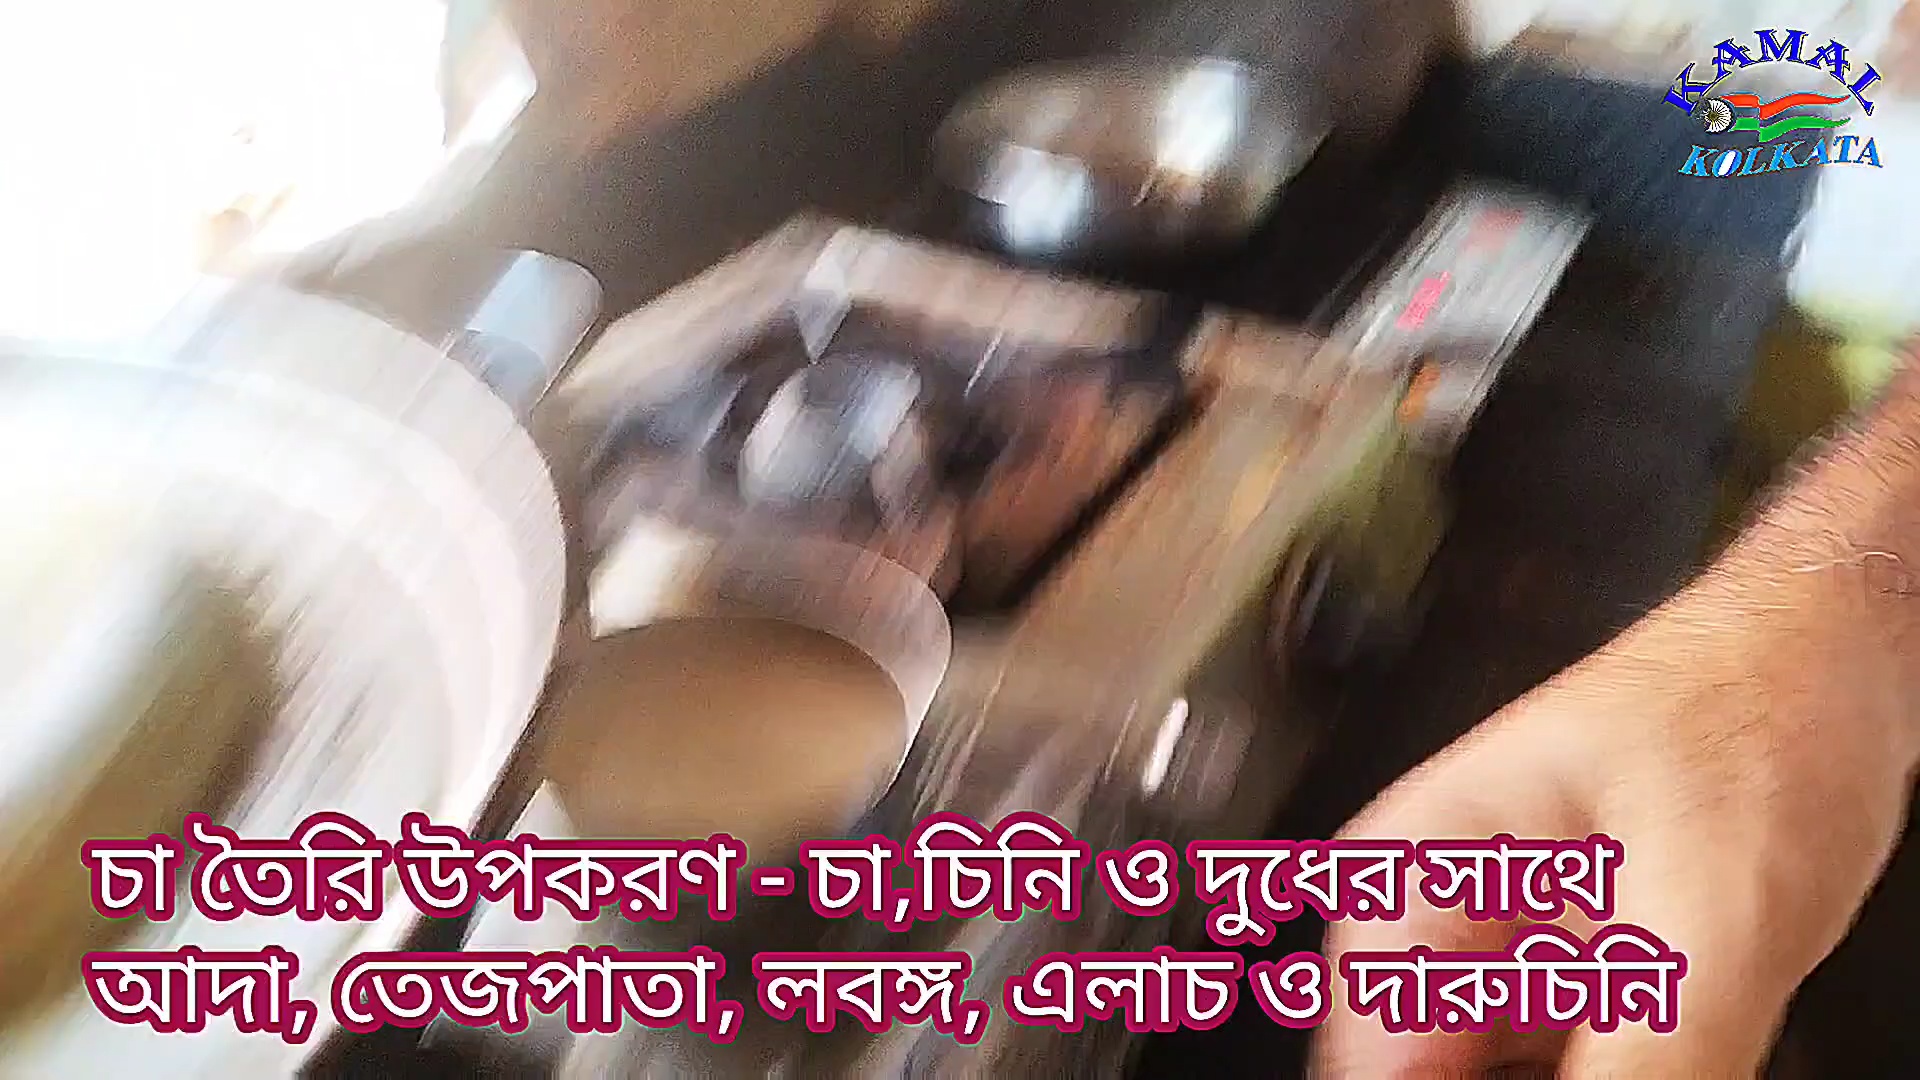 KAMAL
KOLKATA
চা তৈরি উপকরণ - চা,চিনি ও দুধের সাথে
আদা, তেজপাতা, লবঙ্গ, এলাচ ও দারুচিনি